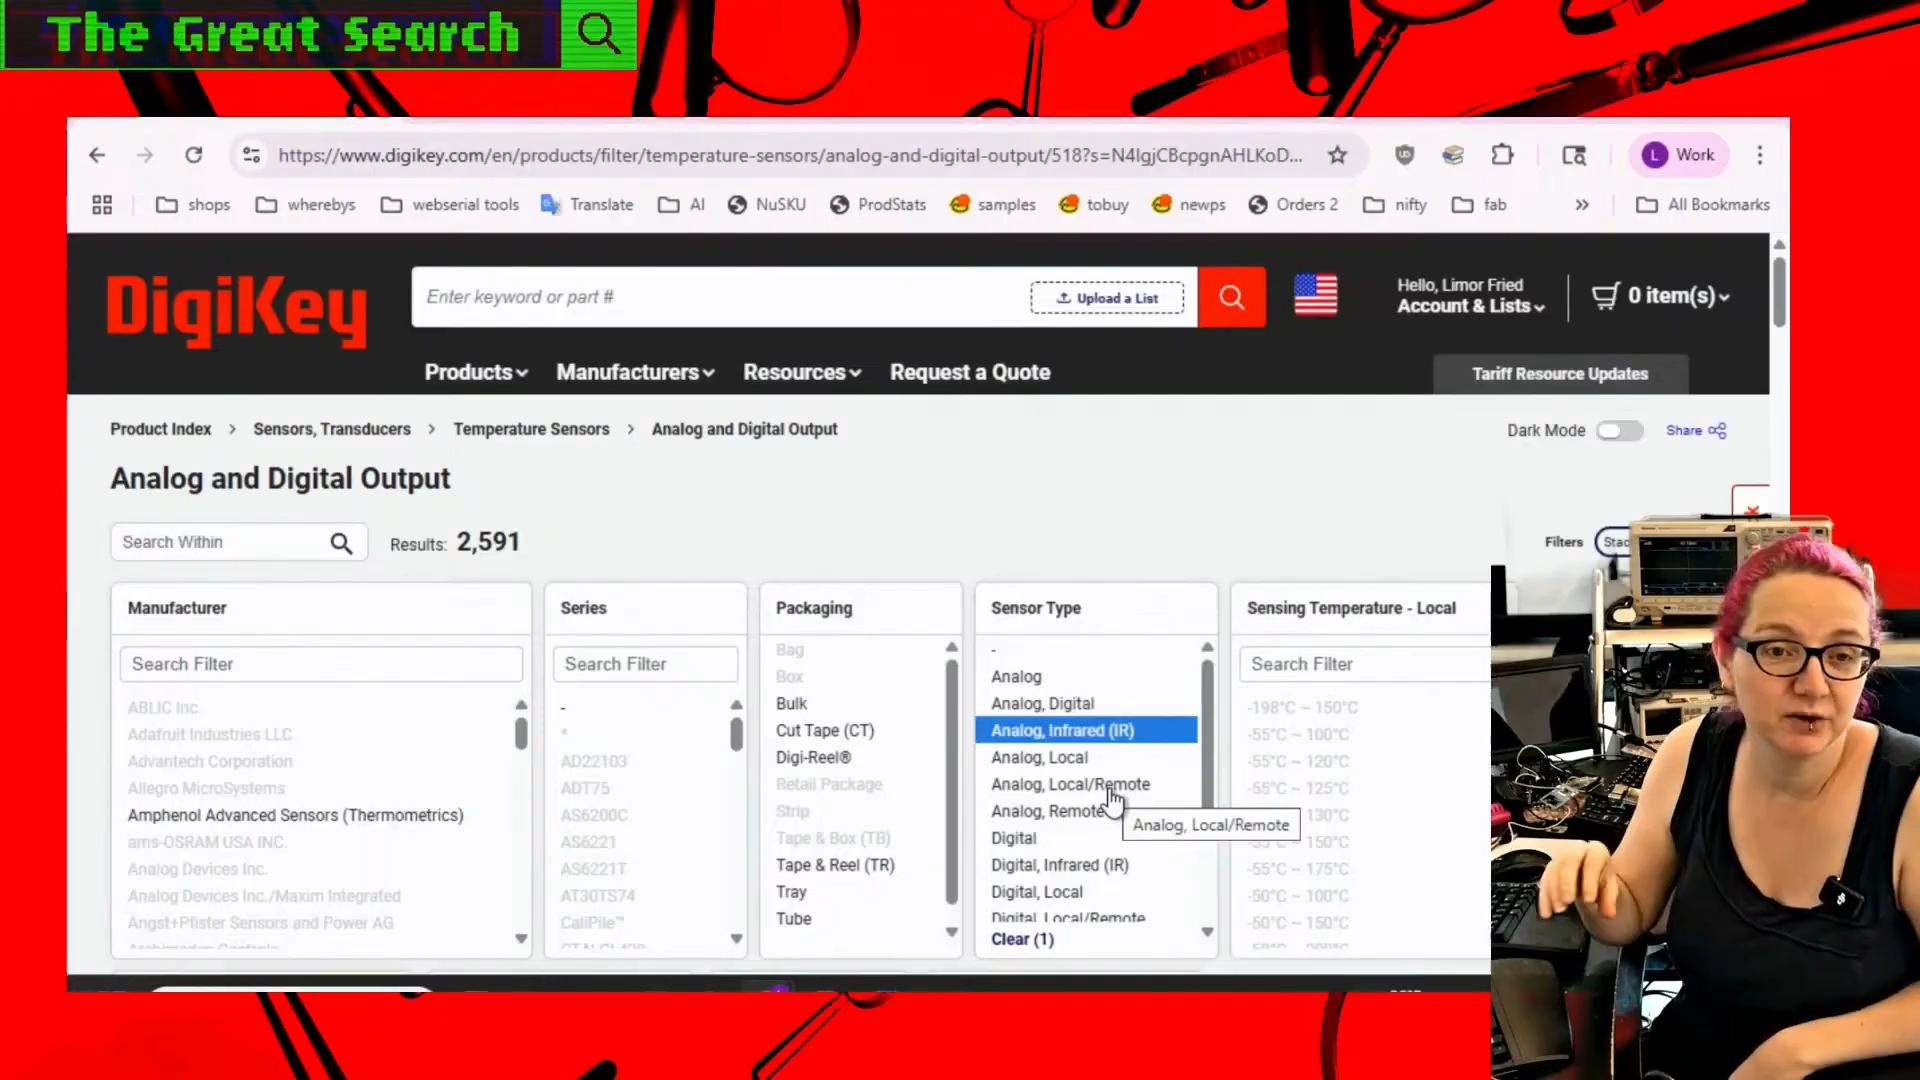 The Great Search
https://www.digikey.com/en/products/filter/temperature-sensors/analog-and-digital-output/518?s=N4IgjCBcpgnAHLKoD...
L Work
shops
wherebys
webserial tools
Translate
AI
NuSKU
ProdStats
samples
tobuy
newps
Orders 2
nifty
fab
»
All Bookmarks
DigiKey
Enter keyword or part #
Upload a List
Hello, Limor Fried
Account & Lists
0 item(s)
Products
Manufacturers
Resources
Request a Quote
Tariff Resource Updates
Product Index > Sensors, Transducers > Temperature Sensors > Analog and Digital Output
Dark Mode
Share
Analog and Digital Output
Search Within
Results: 2,591
Filters
Stac
Manufacturer
Search Filter
ABLIC Inc.
Adafruit Industries LLC
Advantech Corporation
Allegro MicroSystems
Amphenol Advanced Sensors (Thermometrics)
ams-OSRAM USA INC.
Analog Devices Inc.
Analog Devices Inc./Maxim Integrated
Angst+Pfister Sensors and Power AG
Series
Search Filter
-
*
AD22103
ADT75
AS6200C
AS6221
AS6221T
AT30TS74
CaliPile™
Packaging
Bag
Box
Bulk
Cut Tape (CT)
Digi-Reel®
Retail Package
Strip
Tape & Box (TB)
Tape & Reel (TR)
Tray
Tube
Sensor Type
-
Analog
Analog, Digital
Analog, Infrared (IR)
Analog, Local
Analog, Local/Remote
Analog, Remote
Digital
Digital, Infrared (IR)
Digital, Local
Digital, Local/Remote
Clear (1)
Analog, Local/Remote
Sensing Temperature - Local
Search Filter
-198°C ~ 150°C
-55°C ~ 100°C
-55°C ~ 120°C
-55°C ~ 125°C
130°C
150°C
-55°C ~ 175°C
-50°C ~ 100°C
-50°C ~ 150°C